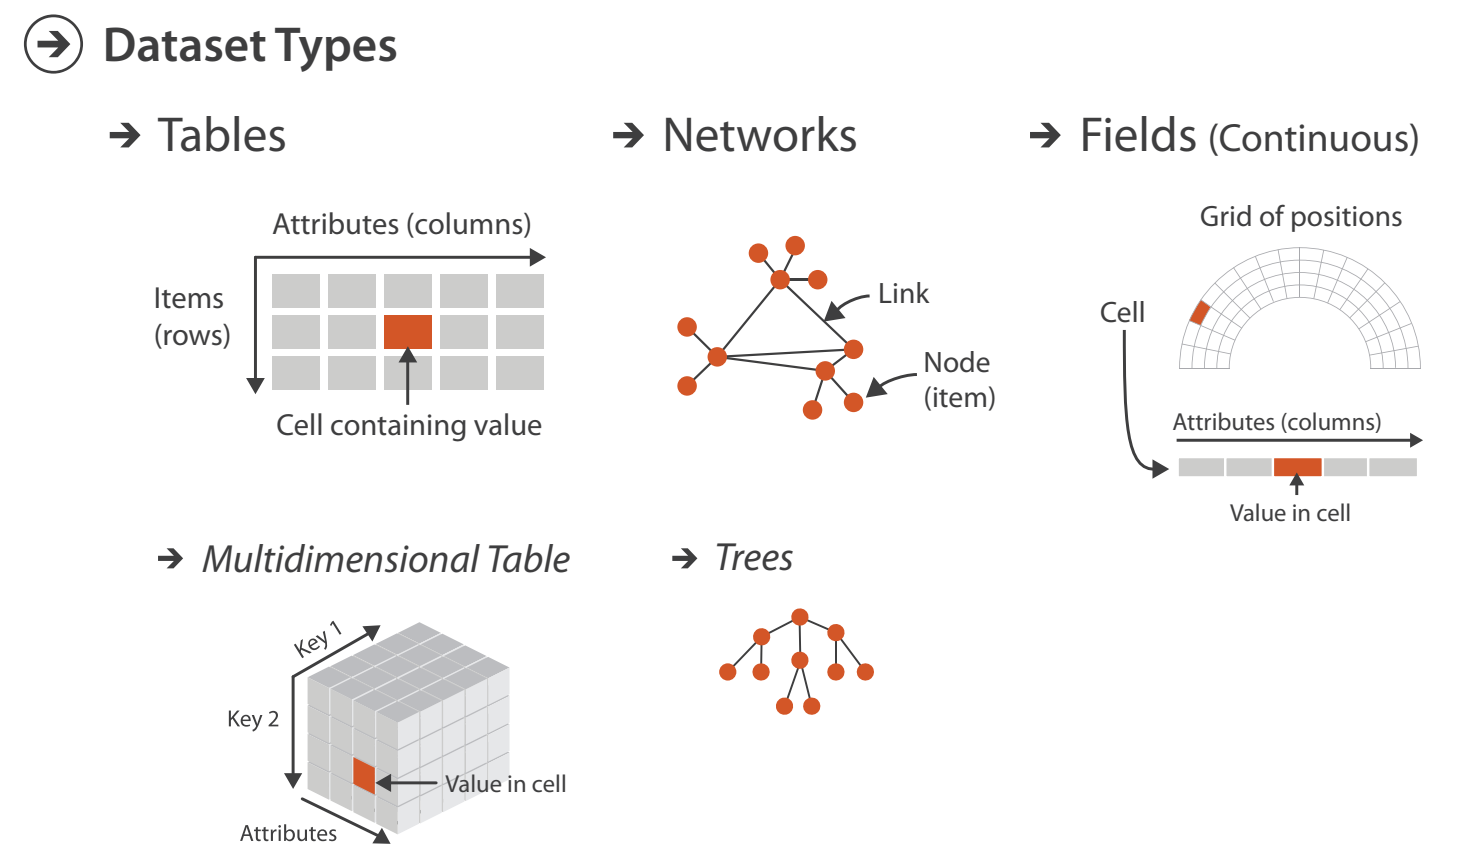 Dataset Types
Tables
Attributes (columns)
Items
(rows)
Cell containing value
Networks
Link
Node
(item)
Fields (Continuous)
Grid of positions
Cell
Attributes (columns)
Value in cell
Multidimensional Table
Key 1
Key 2
Value in cell
Attributes
Trees